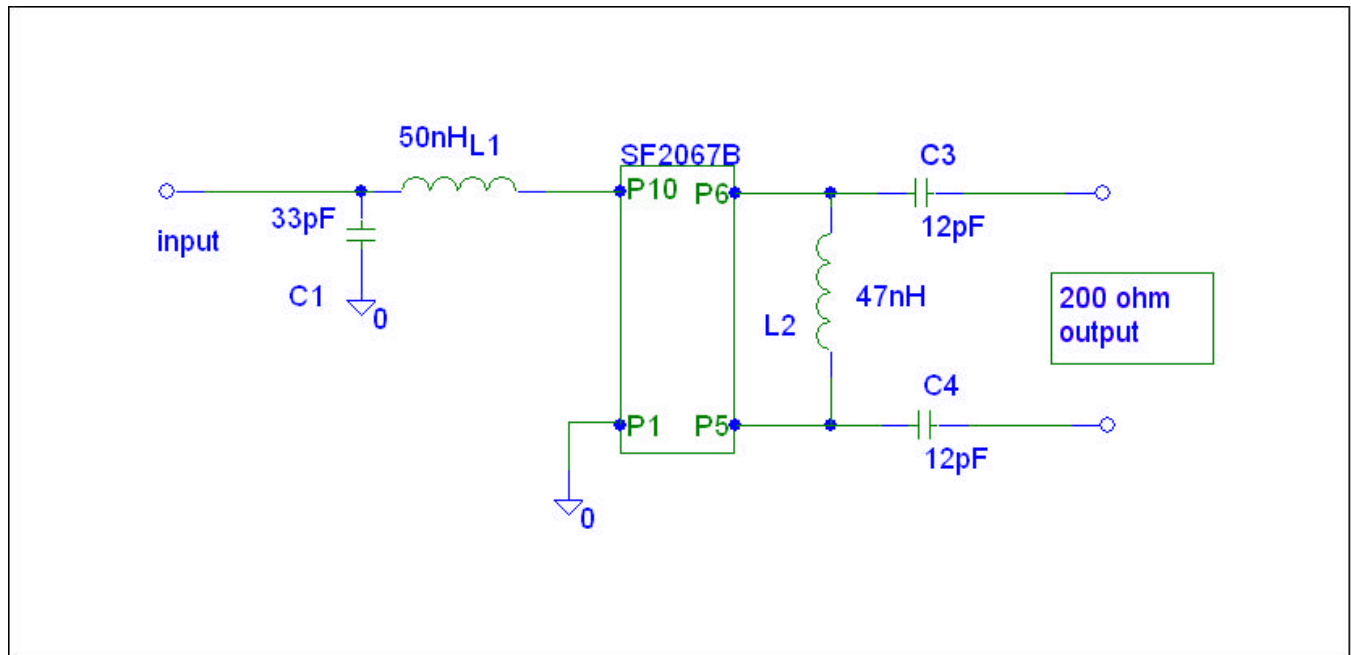 50nH L1
SF2067B
C3
P10
P6
33pF
12pF
input
C1
0
47nH
L2
200 ohm
output
C4
P1
P5
12pF
0